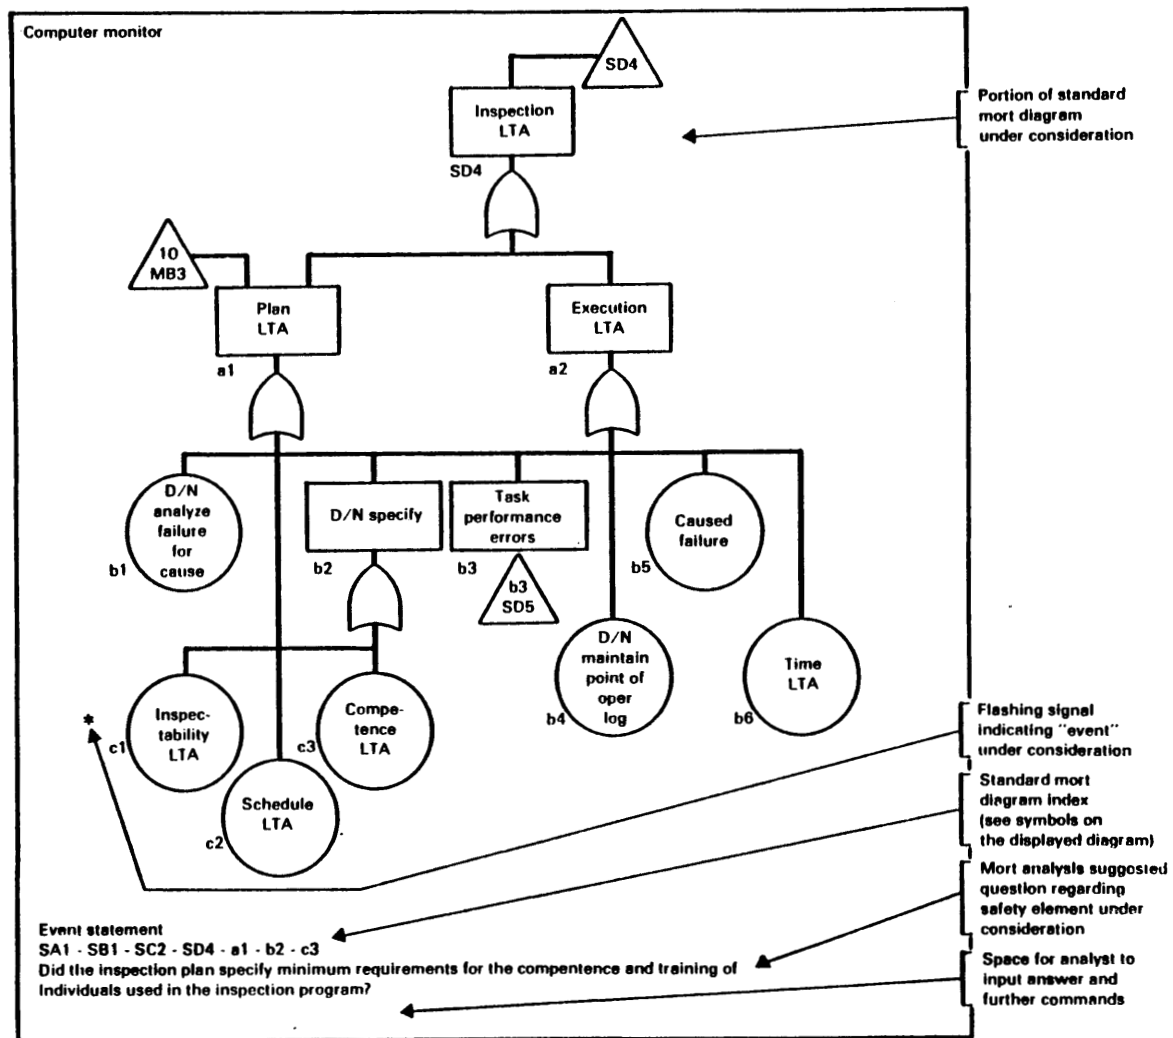 Computer monitor
SD4
Inspection
LTA
SD4
Portion of standard
mort diagram
under consideration
10
MB3
Plan
LTA
a1
Execution
LTA
a2
D/N
analyze
failure
for
cause
b1
D/N specify
b2
Task
performance
errors
b3
b3
SD5
Caused
failure
b5
D/N
maintain
point of
oper
log
b4
Time
LTA
b6
*
Inspec-
tability
LTA
c1
Compe-
tence
LTA
c3
Schedule
LTA
c2
Flashing signal
indicating "event"
under consideration
Standard mort
diagram index
(see symbols on
the displayed diagram)
Mort analysis suggosted
question regarding
safety element under
consideration
Space for analyst to
input answer and
further commands
Event statement
SA1 - SB1 - SC2 - SD4 - a1 - b2 - c3
Did the inspection plan specify minimum requirements for the compentence and training of
Individuals used in the inspection program?